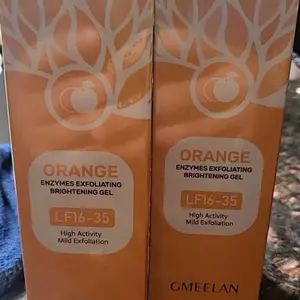 ORANGE
ENZYMES EXFOLIATING
BRIGHTENING GEL
LF16-35
High Activity
Mild Exfoliation
ORANGE
ENZYMES EXFOLIATING
BRIGHTENING GEL
LF16-35
High Activity
Mild Exfoliation
GMEELAN